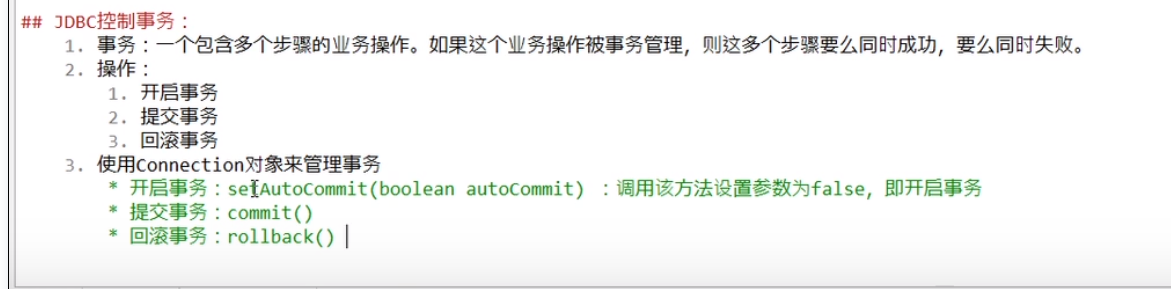 ## JDBC控制事务：
1. 事务：一个包含多个步骤的业务操作。如果这个业务操作被事务管理，则这多个步骤要么同时成功，要么同时失败。
2. 操作：
1. 开启事务
2. 提交事务
3. 回滚事务
3. 使用Connection对象来管理事务
* 开启事务：setAutoCommit(boolean autoCommit) ：调用该方法设置参数为false，即开启事务
* 提交事务：commit()
* 回滚事务：rollback()